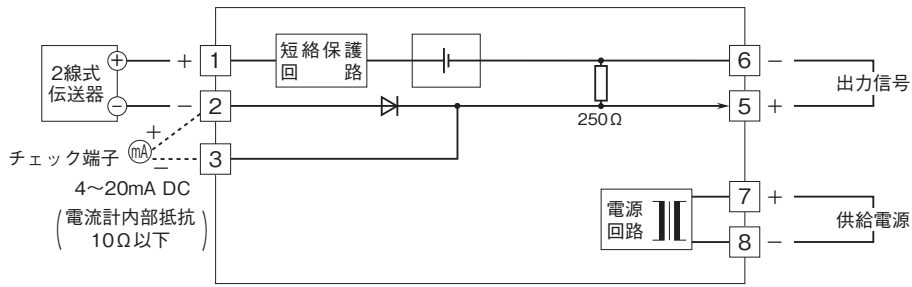 2線式
伝送器
+
−
+
−
1
2
3
短絡保護
回　　路
250Ω
6
5
−
+
出力信号
+
mA
−
チェック端子
4〜20mA DC
(電流計内部抵抗
10Ω以下)
電源
回路
7
8
+
−
供給電源